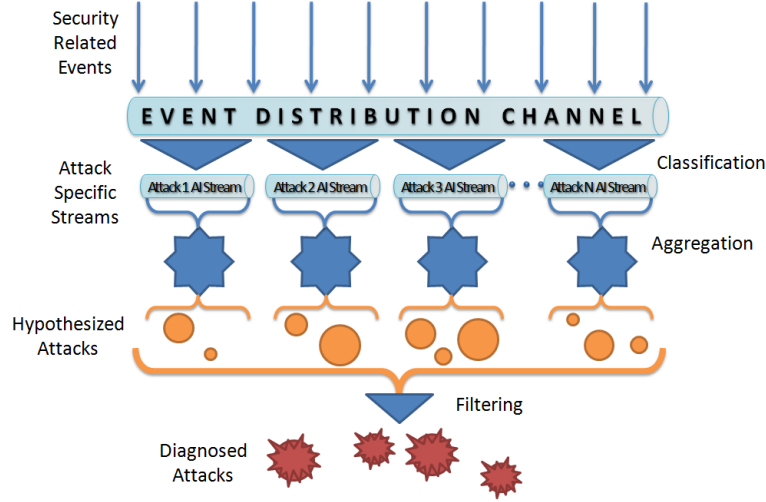 Security
Related
Events
EVENT DISTRIBUTION CHANNEL
Classification
Attack
Specific
Streams
Attack 1 AI Stream
Attack 2 AI Stream
Attack 3 AI Stream
Attack N AI Stream
Aggregation
Hypothesized
Attacks
Filtering
Diagnosed
Attacks